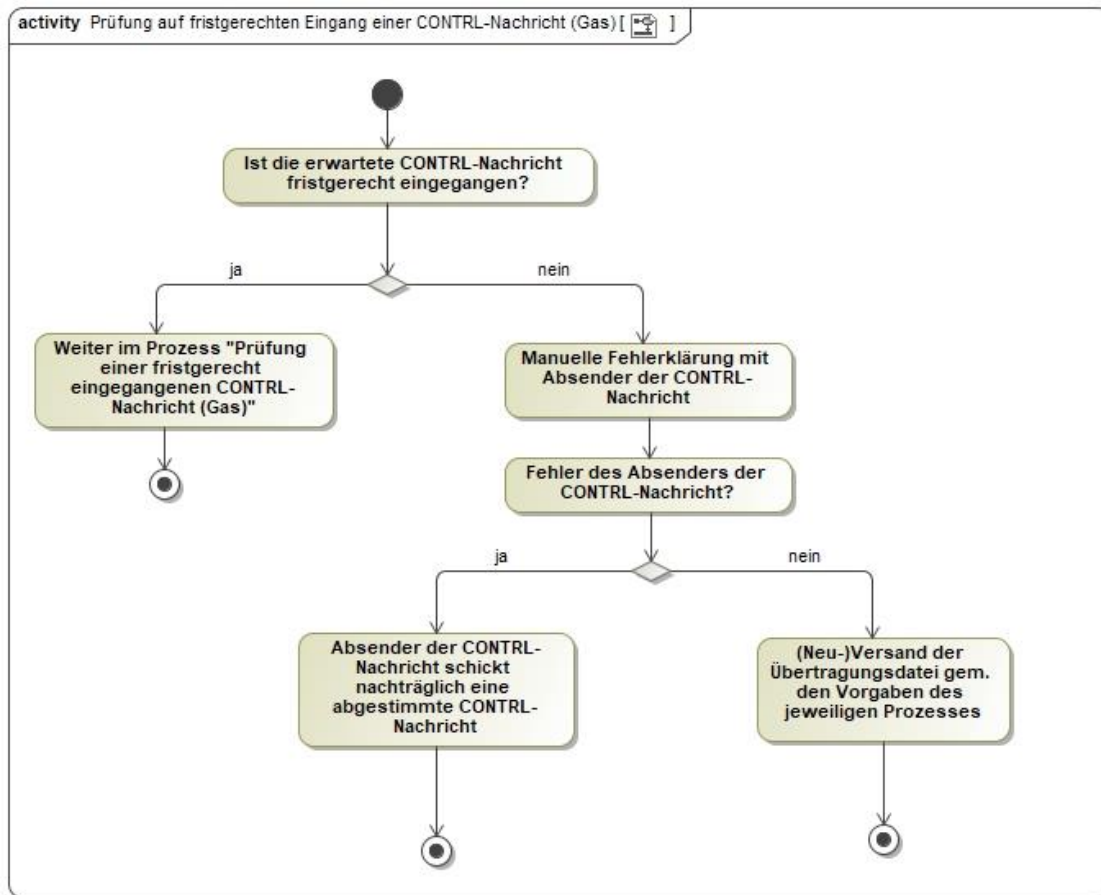 activity Prüfung auf fristgerechten Eingang einer CONTRL-Nachricht (Gas) [ ]
Ist die erwartete CONTRL-Nachricht
fristgerecht eingegangen?
ja
nein
Weiter im Prozess "Prüfung
einer fristgerecht
eingegangenen CONTRL-
Nachricht (Gas)"
Manuelle Fehlerklärung mit
Absender der CONTRL-
Nachricht
Fehler des Absenders der
CONTRL-Nachricht?
ja
nein
Absender der CONTRL-
Nachricht schickt
nachträglich eine
abgestimmte CONTRL-
Nachricht
(Neu-)Versand der
Übertragungsdatei gem.
den Vorgaben des
jeweiligen Prozesses